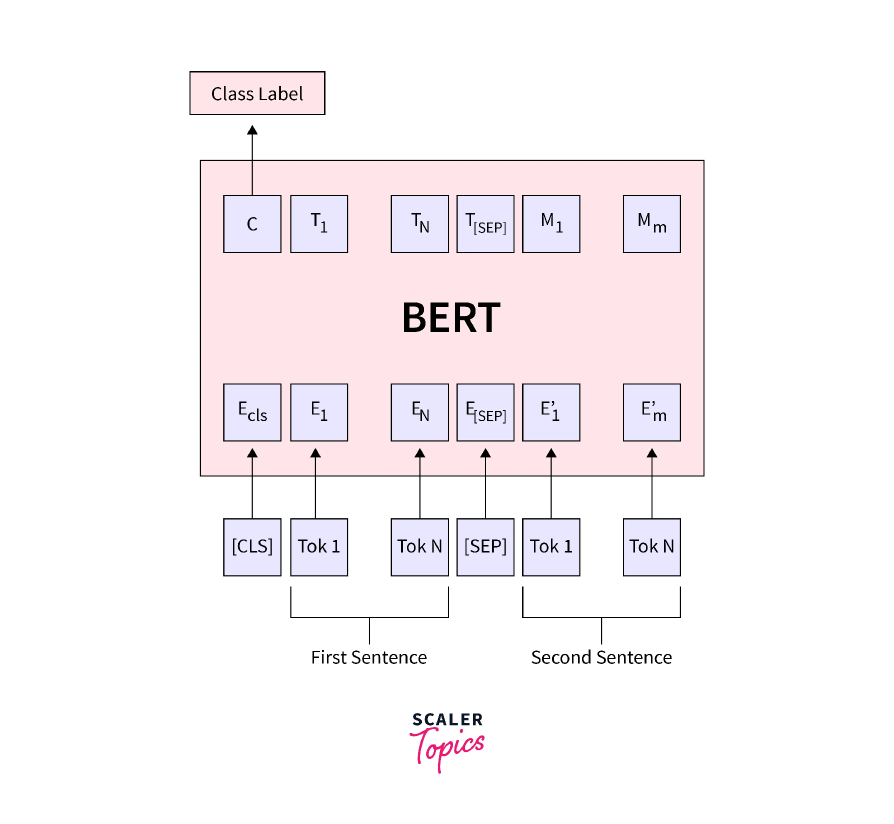 Class Label
C T1 TN T[SEP] M1 Mm
BERT
Ecls E1 EN E[SEP] E’1 E’m
[CLS] Tok 1 Tok N [SEP] Tok 1 Tok N
First Sentence Second Sentence
SCALER
Topics